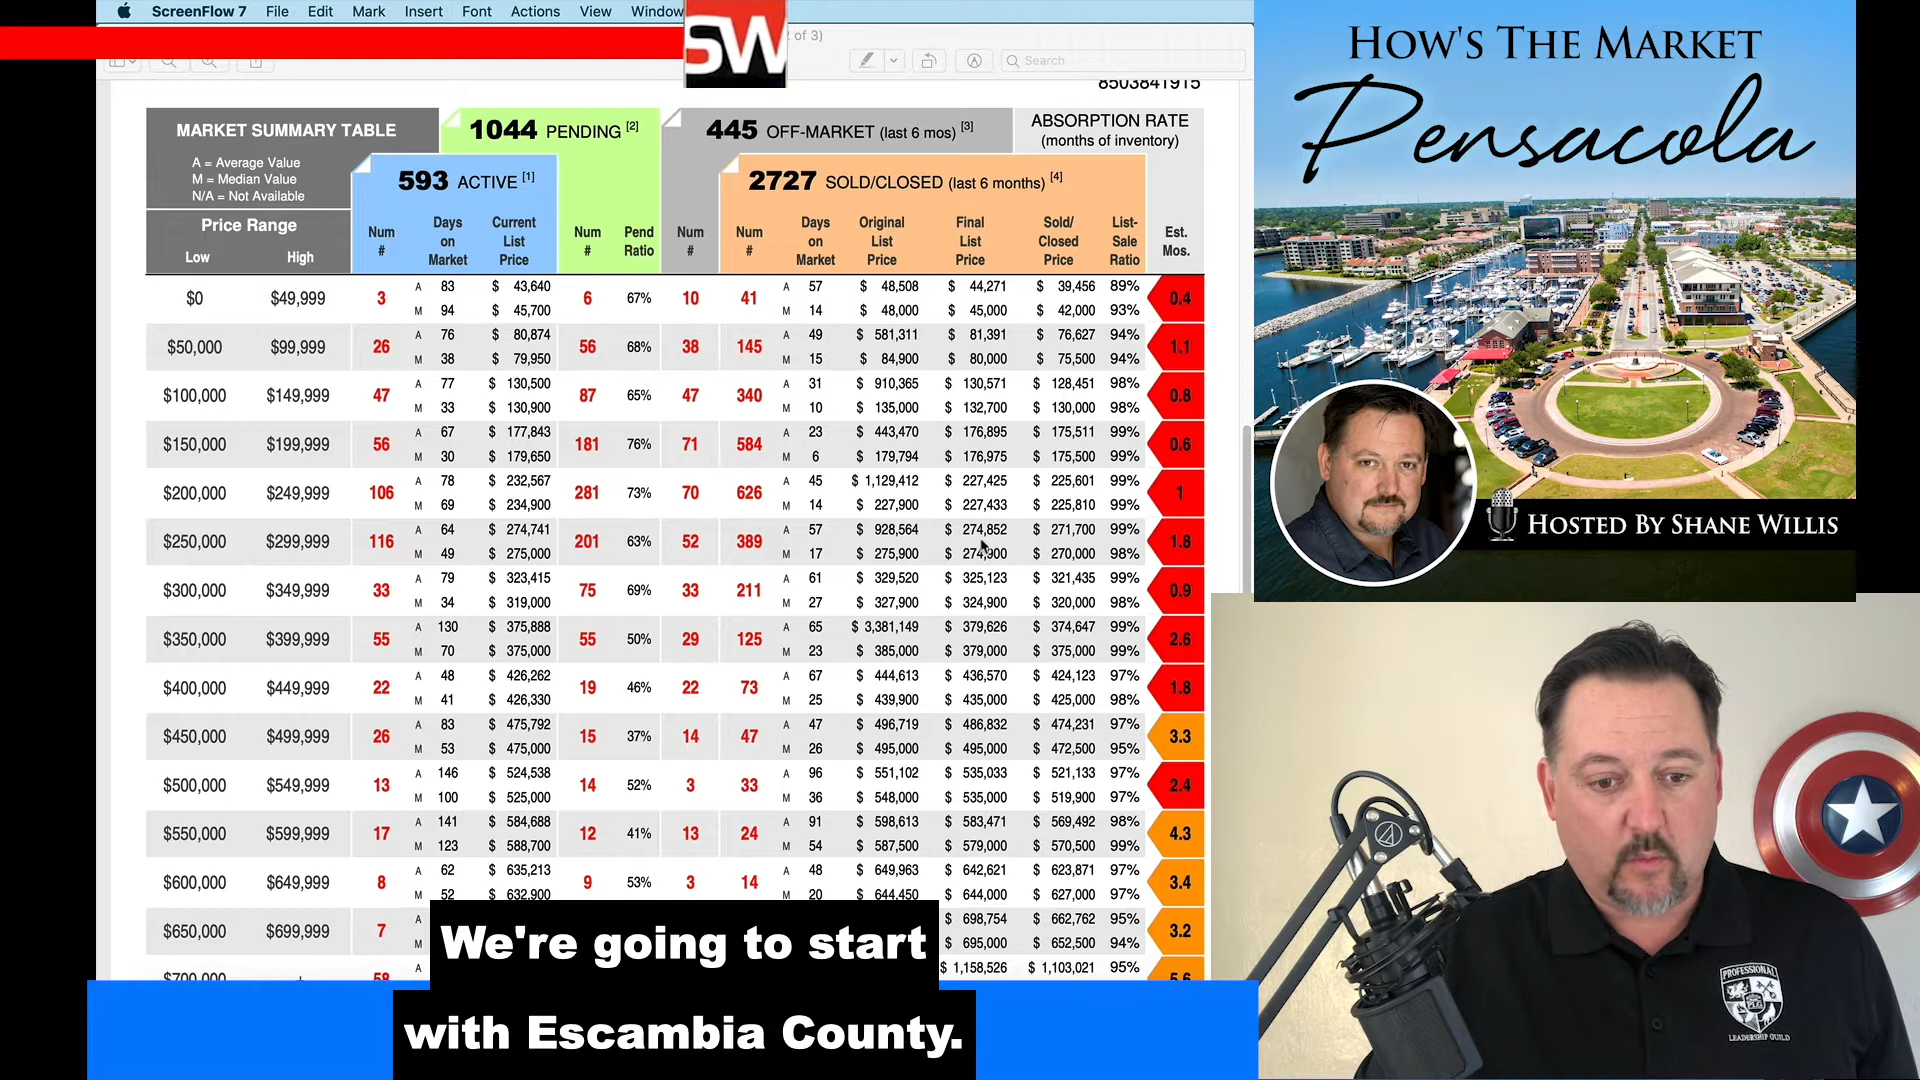 ScreenFlow 7 File Edit Mark Insert Font Actions View Window
SW
2 of 3)
Search
8503841915
MARKET SUMMARY TABLE
A = Average Value
M = Median Value
N/A = Not Available
1044 PENDING [2]
445 OFF-MARKET (last 6 mos) [3]
ABSORPTION RATE
(months of inventory)
593 ACTIVE [1]
2727 SOLD/CLOSED (last 6 months) [4]
Price Range
Low High
Num # Days on Market Current List Price Num # Pend Ratio Num # Num # Days on Market Original List Price Final List Price Sold/ Closed Price List- Sale Ratio Est. Mos.
$0 $49,999 3 A 83 $ 43,640 6 67% 10 41 A 57 $ 48,508 $ 44,271 $ 39,456 89% 0.4
M 94 $ 45,700 M 14 $ 48,000 $ 45,000 $ 42,000 93%
$50,000 $99,999 26 A 76 $ 80,874 56 68% 38 145 A 49 $ 581,311 $ 81,391 $ 76,627 94% 1.1
M 38 $ 79,950 M 15 $ 84,900 $ 80,000 $ 75,500 94%
$100,000 $149,999 47 A 77 $ 130,500 87 65% 47 340 A 31 $ 910,365 $ 130,571 $ 128,451 98% 0.8
M 33 $ 130,900 M 10 $ 135,000 $ 132,700 $ 130,000 98%
$150,000 $199,999 56 A 67 $ 177,843 181 76% 71 584 A 23 $ 443,470 $ 176,895 $ 175,511 99% 0.6
M 30 $ 179,650 M 6 $ 179,794 $ 176,975 $ 175,500 99%
$200,000 $249,999 106 A 78 $ 232,567 281 73% 70 626 A 45 $ 1,129,412 $ 227,425 $ 225,601 99% 1
M 69 $ 234,900 M 14 $ 227,900 $ 227,433 $ 225,810 99%
$250,000 $299,999 116 A 64 $ 274,741 201 63% 52 389 A 57 $ 928,564 $ 274,852 $ 271,700 99% 1.8
M 49 $ 275,000 M 17 $ 275,900 $ 274,900 $ 270,000 98%
$300,000 $349,999 33 A 79 $ 323,415 75 69% 33 211 A 61 $ 329,520 $ 325,123 $ 321,435 99% 0.9
M 34 $ 319,000 M 27 $ 327,900 $ 324,900 $ 320,000 98%
$350,000 $399,999 55 A 130 $ 375,888 55 50% 29 125 A 65 $ 3,381,149 $ 379,626 $ 374,647 99% 2.6
M 70 $ 375,000 M 23 $ 385,000 $ 379,000 $ 375,000 99%
$400,000 $449,999 22 A 48 $ 426,262 19 46% 22 73 A 67 $ 444,613 $ 436,570 $ 424,123 97% 1.8
M 41 $ 426,330 M 25 $ 439,900 $ 435,000 $ 425,000 98%
$450,000 $499,999 26 A 83 $ 475,792 15 37% 14 47 A 47 $ 496,719 $ 486,832 $ 474,231 97% 3.3
M 53 $ 475,000 M 26 $ 495,000 $ 495,000 $ 472,500 95%
$500,000 $549,999 13 A 146 $ 524,538 14 52% 3 33 A 96 $ 551,102 $ 535,033 $ 521,133 97% 2.4
M 100 $ 525,000 M 36 $ 548,000 $ 535,000 $ 519,900 97%
$550,000 $599,999 17 A 141 $ 584,688 12 41% 13 24 A 91 $ 598,613 $ 583,471 $ 569,492 98% 4.3
M 123 $ 588,700 M 54 $ 587,500 $ 579,000 $ 570,500 99%
$600,000 $649,999 8 A 62 $ 635,213 9 53% 3 14 A 48 $ 649,963 $ 642,621 $ 623,871 97% 3.4
M 52 $ 632,900 M 20 $ 644,450 $ 644,000 $ 627,000 97%
$650,000 $699,999 7 A $ 698,754 $ 662,762 95% 3.2
M $ 695,000 $ 652,500 94%
$700,000 + 58 A $ 1,158,526 $ 1,103,021 95% 5.6
We're going to start
with Escambia County.
HOW'S THE MARKET
Pensacola
HOSTED BY SHANE WILLIS
PROFESSIONAL
PLG
LEADERSHIP GUILD